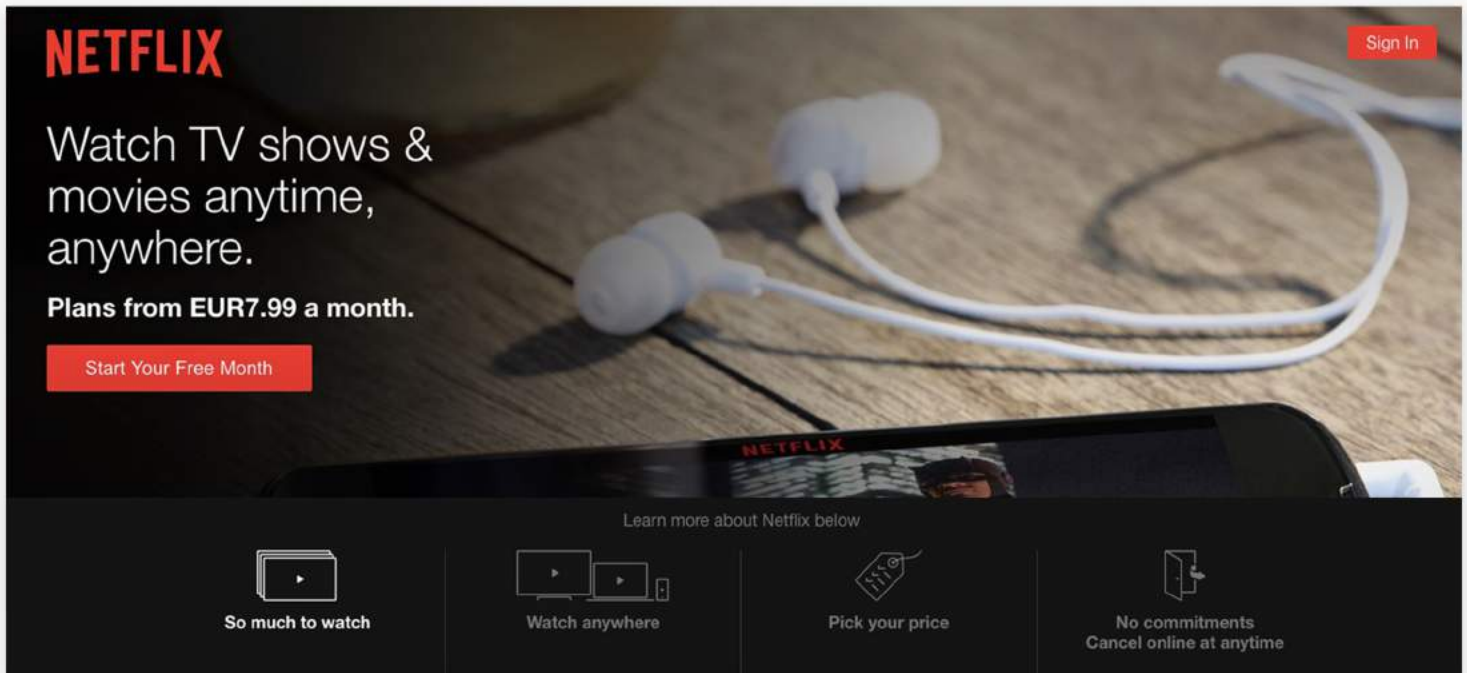 NETFLIX
Sign In
Watch TV shows &
movies anytime,
anywhere.
Plans from EUR7.99 a month.
Start Your Free Month
NETFLIX
Learn more about Netflix below
So much to watch
Watch anywhere
Pick your price
No commitments
Cancel online at anytime